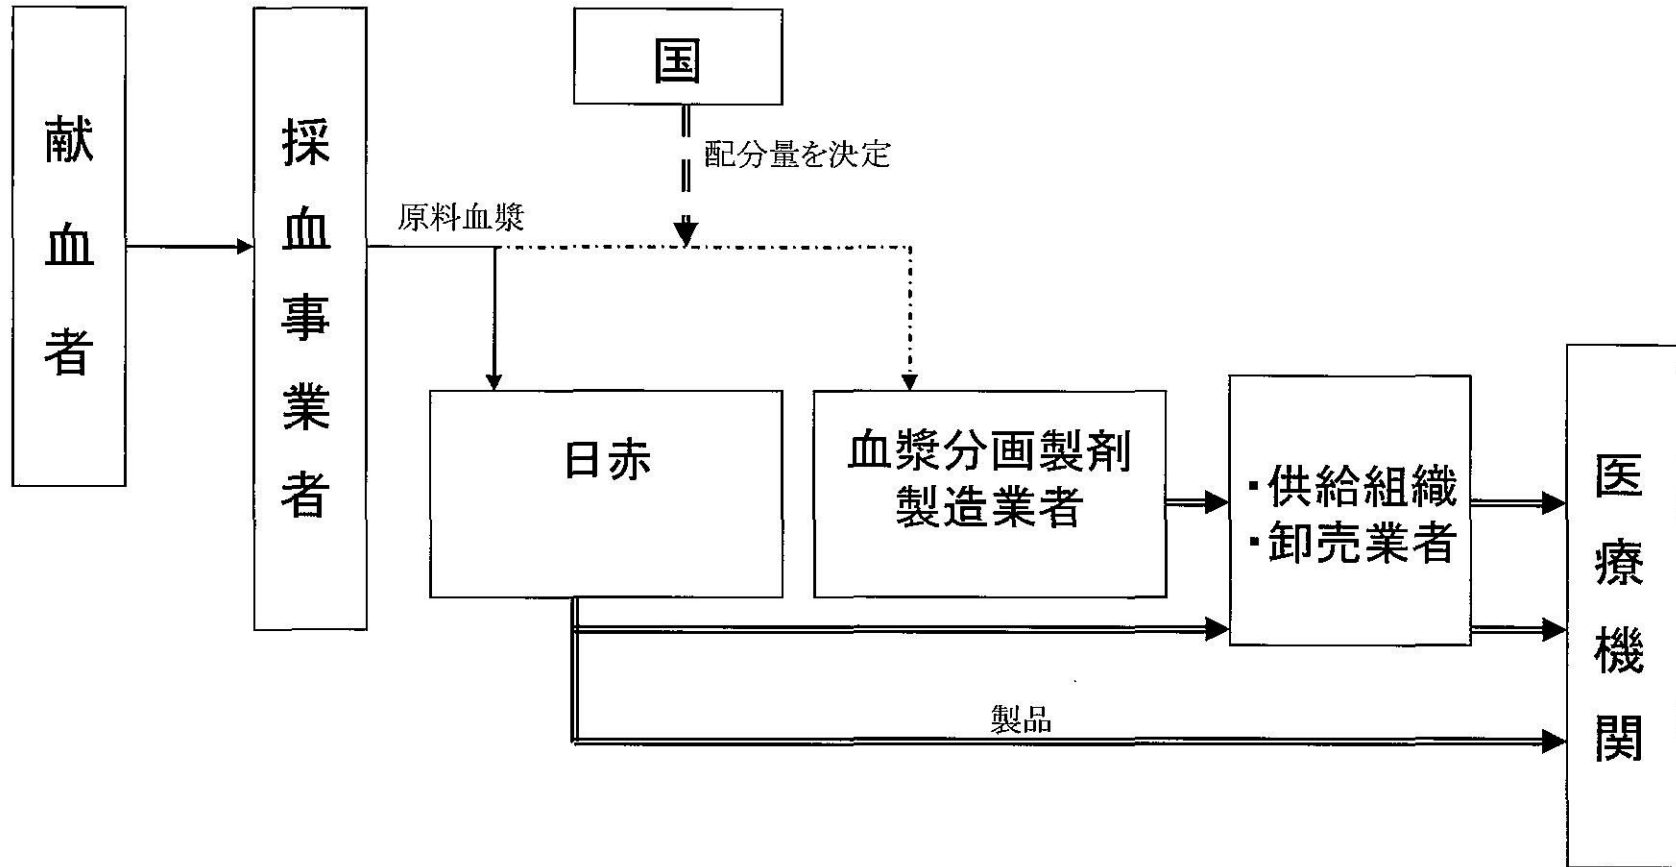 国
配分量を決定
献血者
採血事業者
原料血漿
日赤
血漿分画製剤
製造業者
・供給組織
・卸売業者
医療機関
製品